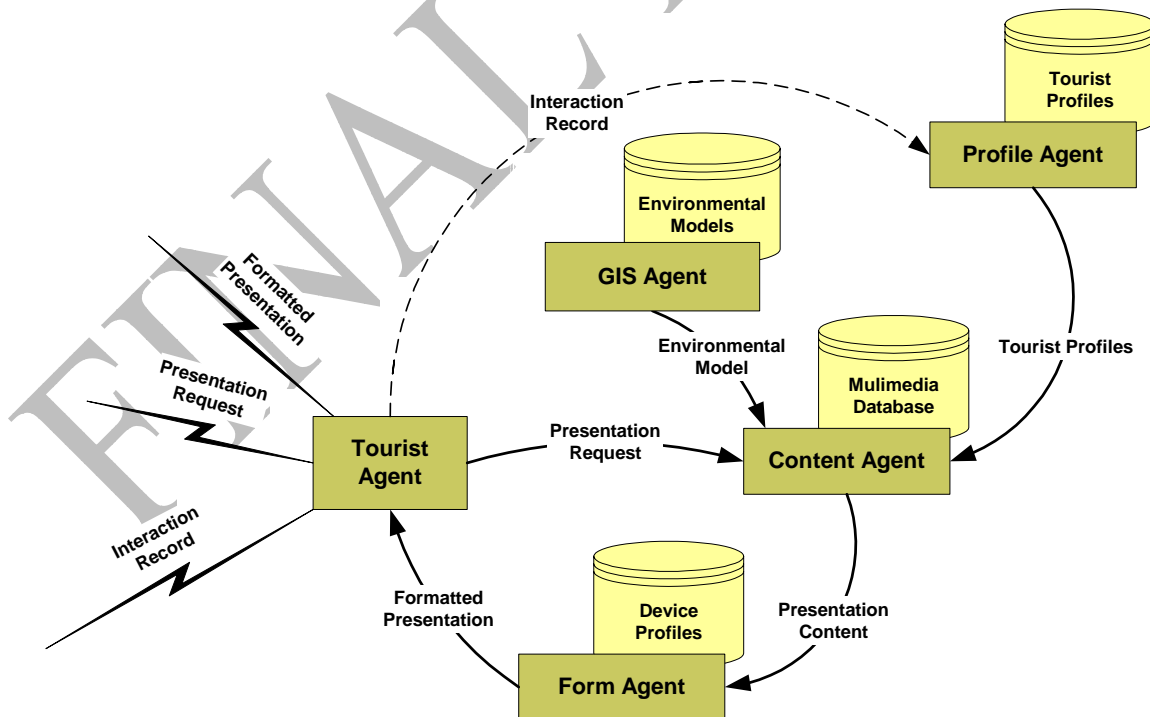 Tourist
Profiles
Profile Agent
Interaction
Record
Environmental
Models
GIS Agent
Formatted
Presentation
Environmental
Model
Tourist Profiles
Mulimedia
Database
Content Agent
Presentation
Request
Tourist
Agent
Presentation
Request
Interaction
Record
Formatted
Presentation
Device
Profiles
Form Agent
Presentation
Content
FINAL